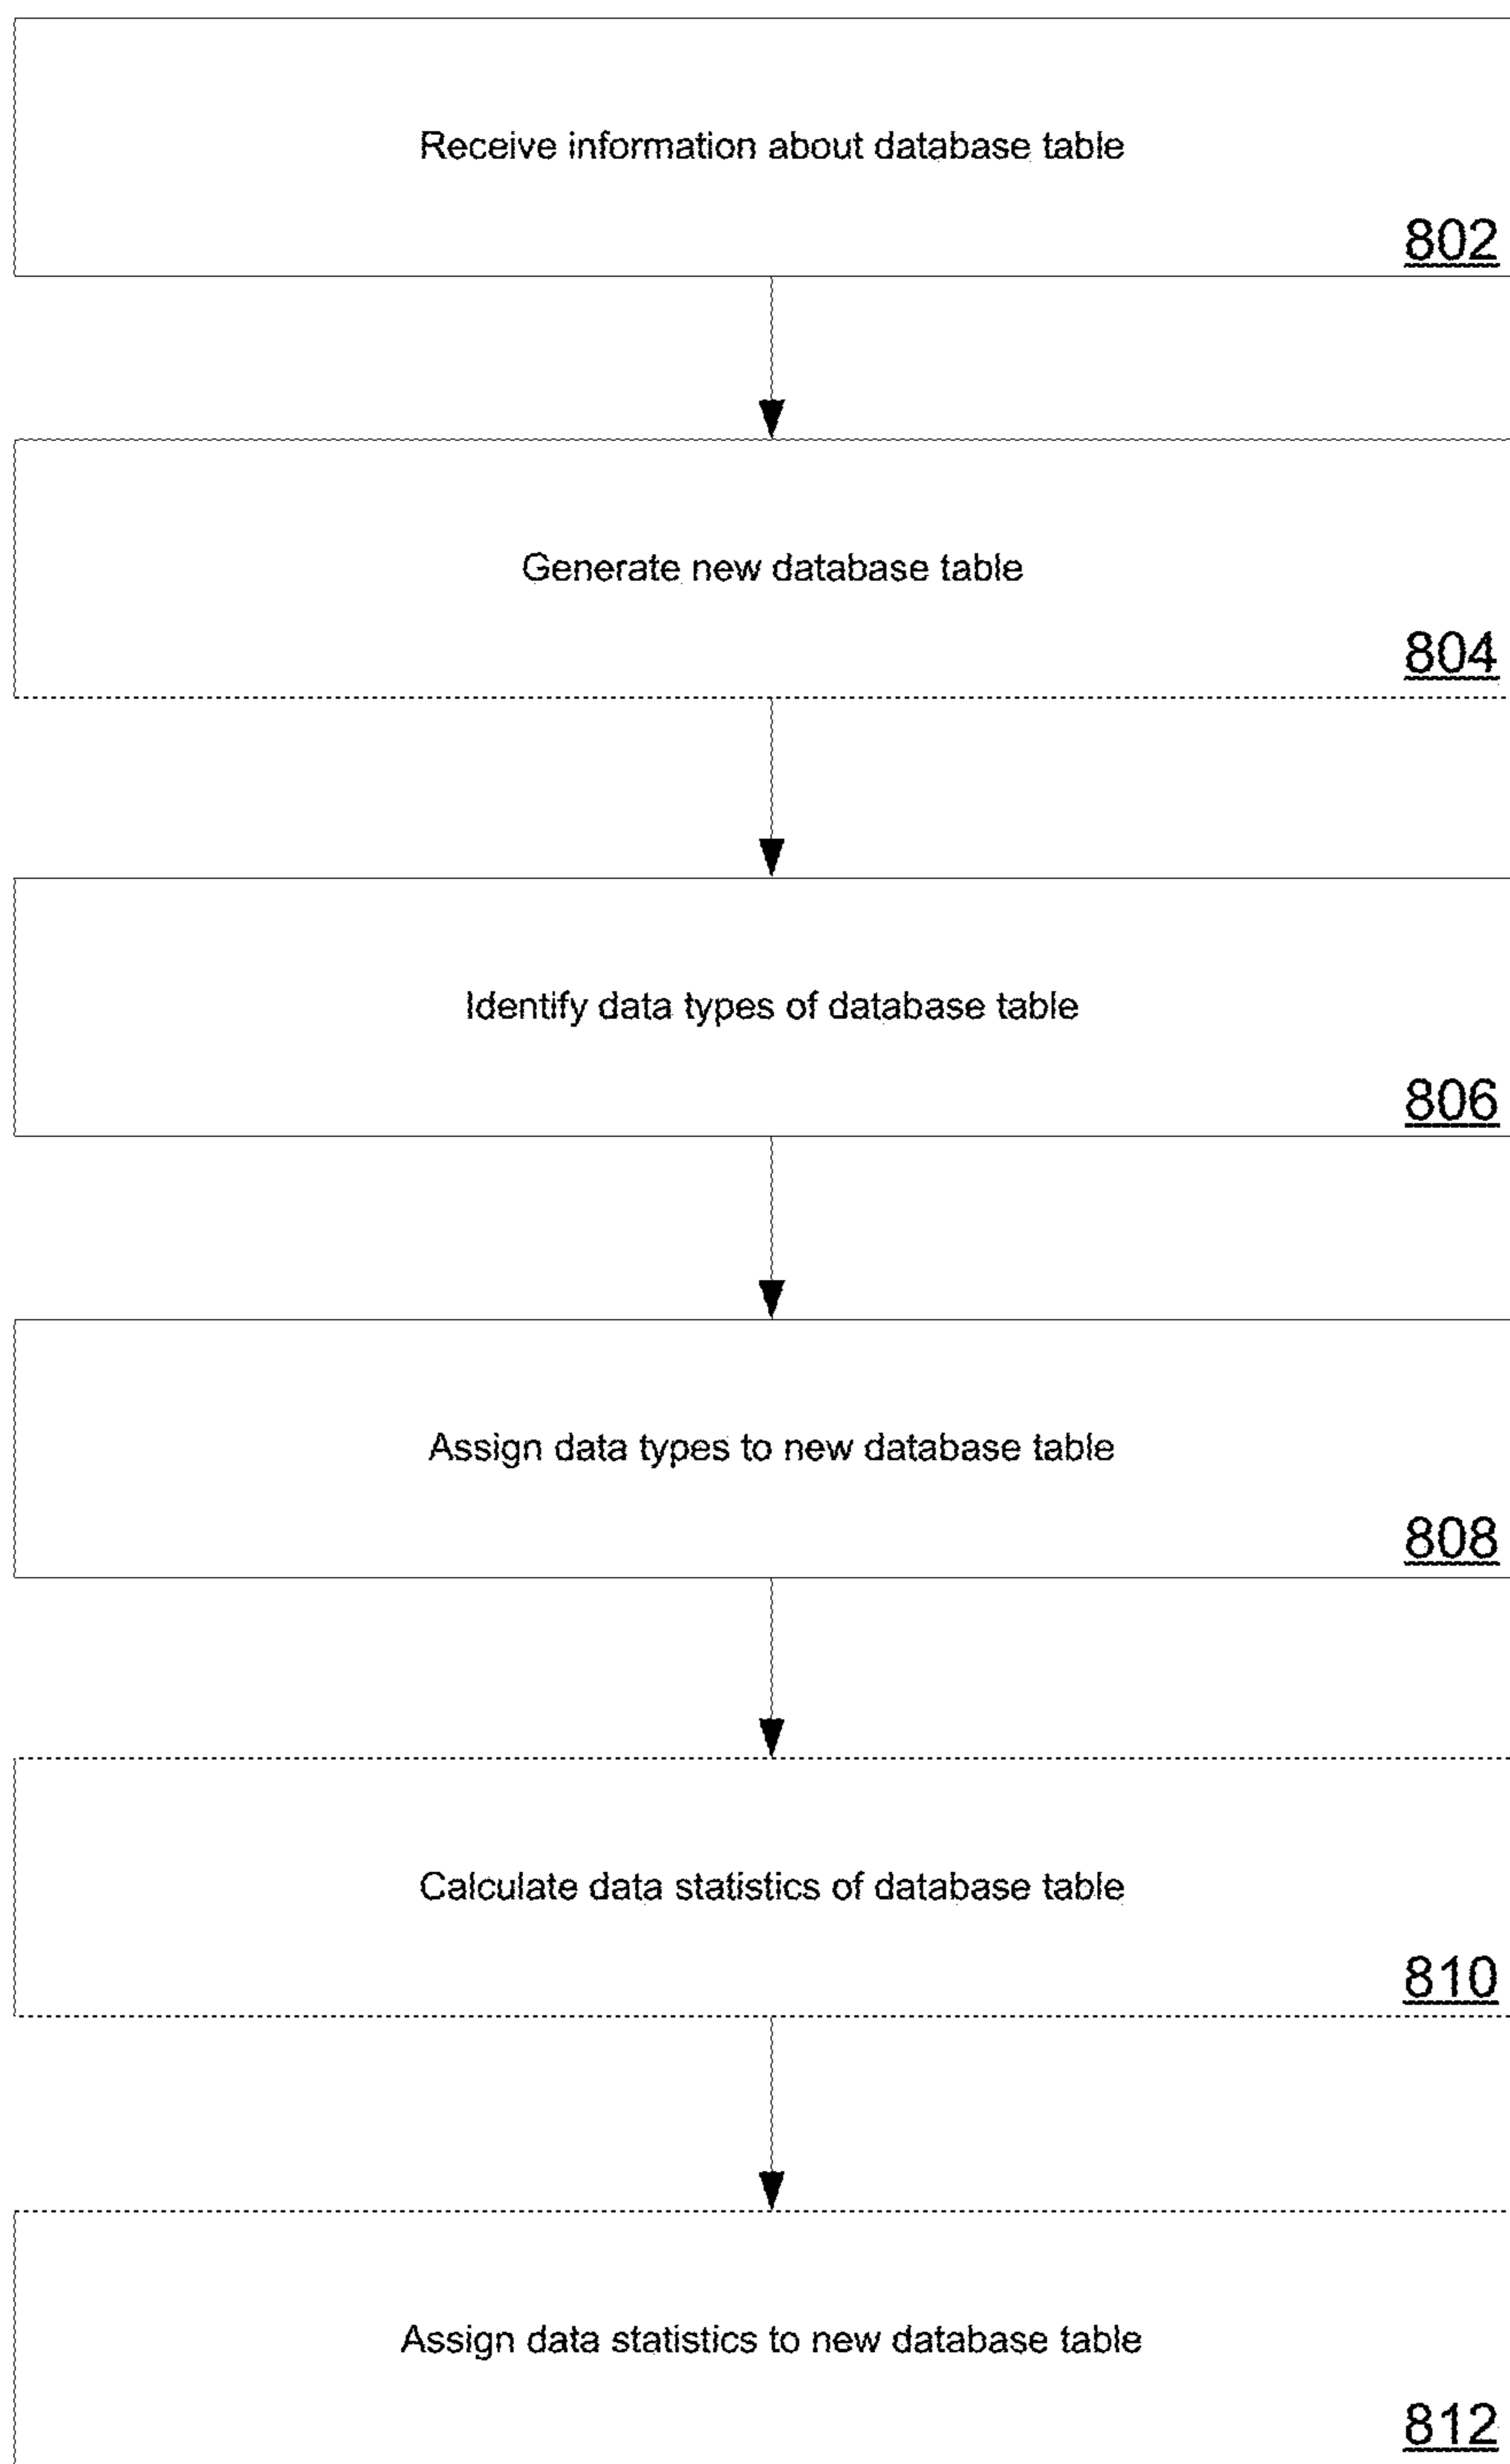 Receive information about database table
802
Generate new database table
804
Identify data types of database table
806
Assign data types to new database table
808
Calculate data statistics of database table
810
Assign data statistics to new database table
812